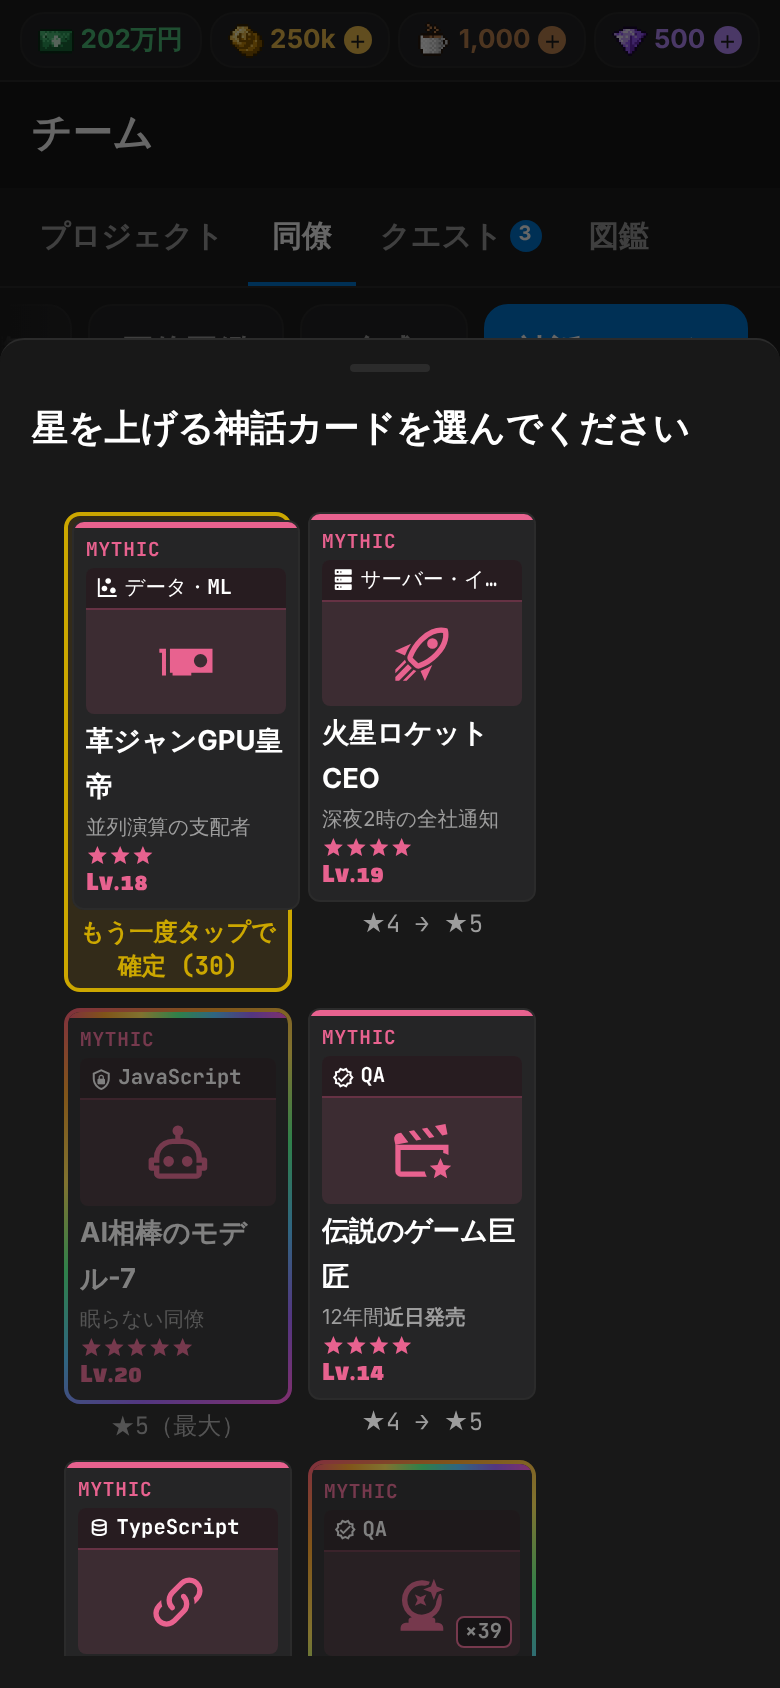 202万円 250k 1,000 500
チーム
プロジェクト 同僚 クエスト 3 図鑑
星を上げる神話カードを選んでください
MYTHIC
データ・ML
革ジャンGPU皇
帝
並列演算の支配者
Lv.18
もう一度タップで
確定 (30)
MYTHIC
サーバー・イ…
火星ロケット
CEO
深夜2時の全社通知
Lv.19
★4 → ★5
MYTHIC
JavaScript
AI相棒のモデ
ル-7
眠らない同僚
Lv.20
★5 (最大)
MYTHIC
QA
伝説のゲーム巨
匠
12年間近日発売
Lv.14
★4 → ★5
MYTHIC
TypeScript
MYTHIC
QA
×39